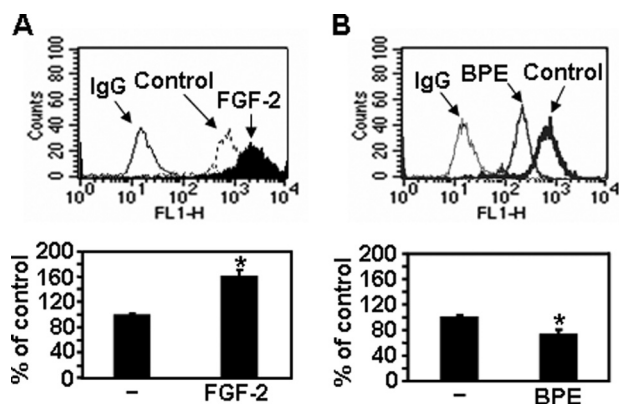 A
100
80
60
40
20
0
Counts
IgG
Control
FGF-2
10^0 10^1 10^2 10^3 10^4
FL1-H
200
160
120
80
40
0
% of control
*
– FGF-2
B
100
80
60
40
20
0
Counts
IgG
BPE
Control
10^0 10^1 10^2 10^3 10^4
FL1-H
200
160
120
80
40
0
% of control
*
– BPE